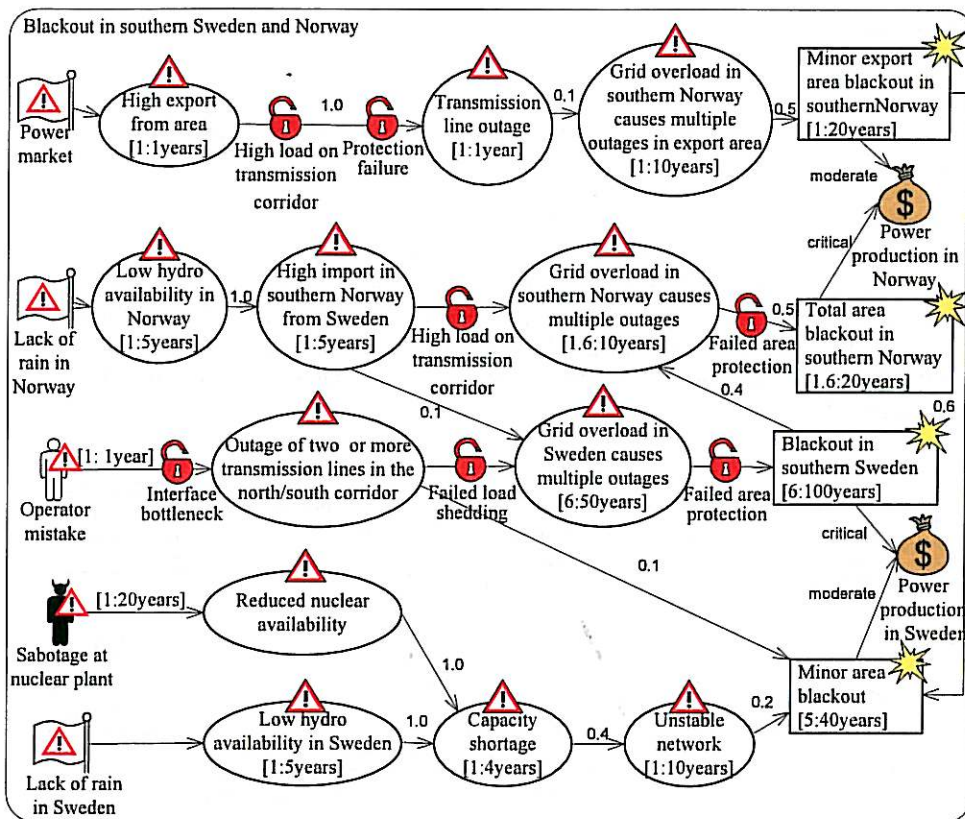 Blackout in southern Sweden and Norway
Power
market
High export
from area
[1:1years]
1.0
High load on
transmission
corridor
Protection
failure
Transmission
line outage
[1:1year]
0.1
Grid overload in
southern Norway
causes multiple
outages in export
area
[1:10years]
0.5
Minor export
area blackout in
southernNorway
[1:20years]
moderate
$
Power
production in
Norway
critical
Lack of
rain in
Norway
Low hydro
availability in
Norway
[1:5years]
1.0
High import in
southern Norway
from Sweden
[1:5years]
High load on
transmission
corridor
Grid overload in
southern Norway causes
multiple outages
[1.6:10years]
0.5
Failed area
protection
Total area
blackout in
southern Norway
[1.6:20years]
0.1
0.4
0.6
Operator
mistake
[1: 1year]
Interface
bottleneck
Outage of two or more
transmission lines in the
north/south corridor
Failed load
shedding
Grid overload in
Sweden causes
multiple outages
[6:50years]
Failed area
protection
Blackout in
southern Sweden
[6:100years]
critical
$
Power
production
in Sweden
moderate
0.1
Sabotage at
nuclear plant
[1:20years]
Reduced nuclear
availability
1.0
Lack of rain
in Sweden
Low hydro
availability in Sweden
[1:5years]
1.0
Capacity
shortage
[1:4years]
0.4
Unstable
network
[1:10years]
0.2
Minor area
blackout
[5:40years]